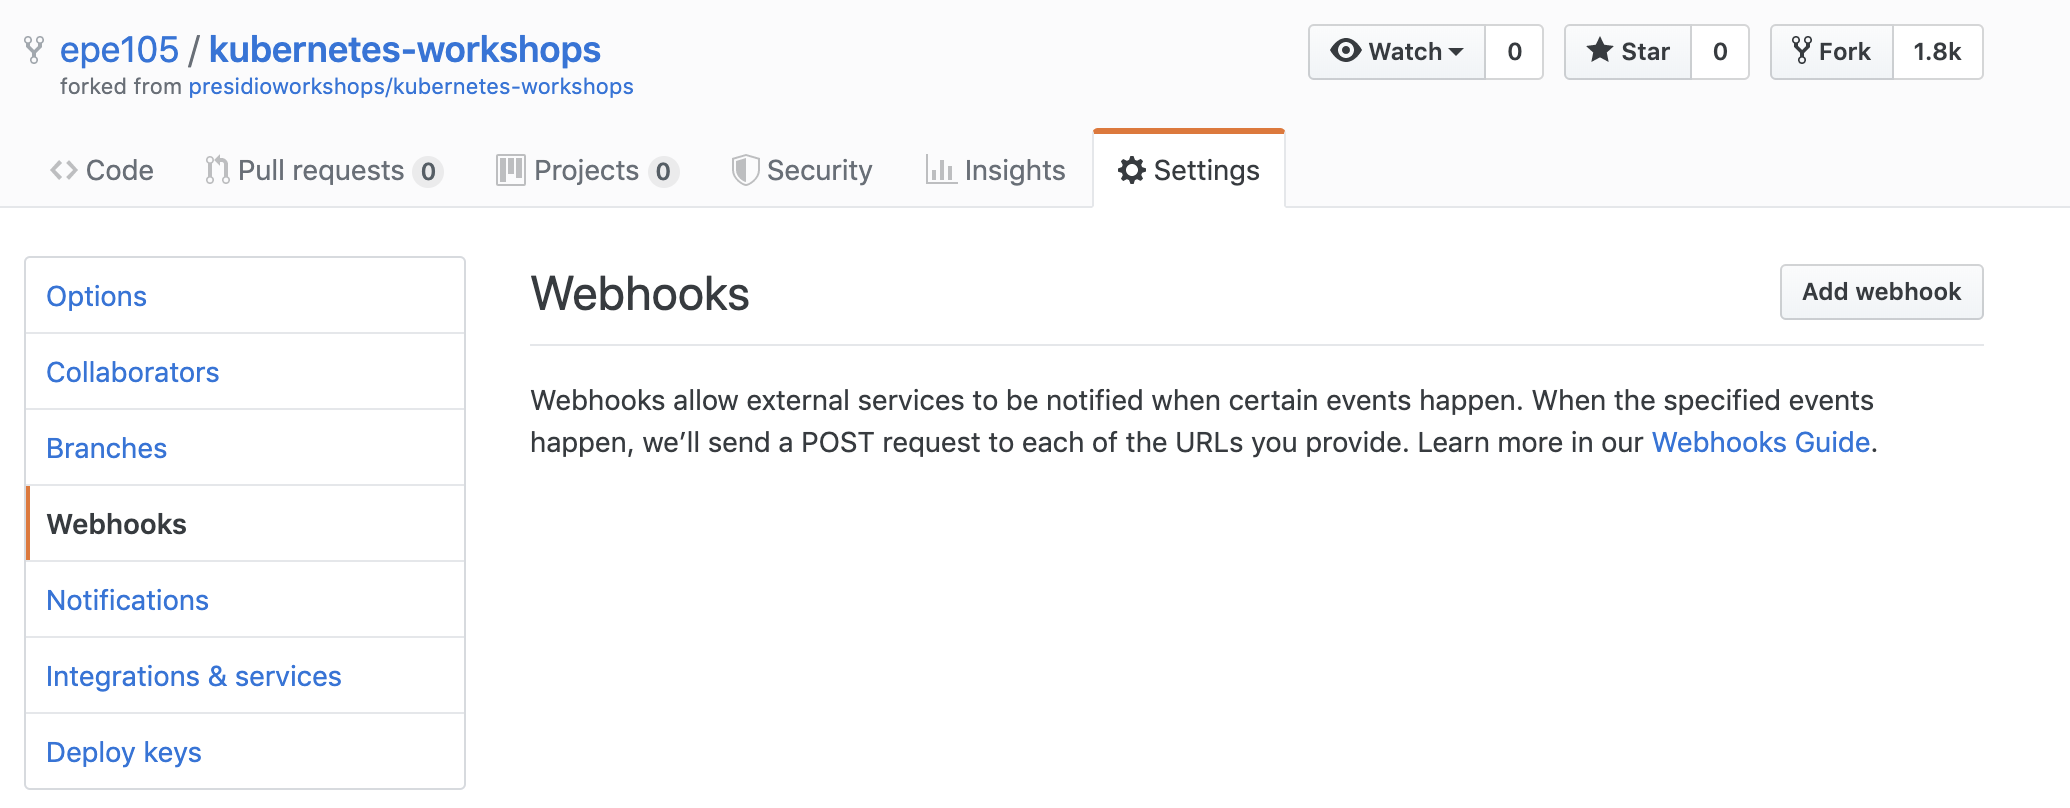 epe105 / kubernetes-workshops
forked from presidioworkshops/kubernetes-workshops
Watch 0 Star 0 Fork 1.8k
Code Pull requests 0 Projects 0 Security Insights Settings
Options
Collaborators
Branches
Webhooks
Notifications
Integrations & services
Deploy keys
Webhooks
Add webhook
Webhooks allow external services to be notified when certain events happen. When the specified events
happen, we’ll send a POST request to each of the URLs you provide. Learn more in our Webhooks Guide.